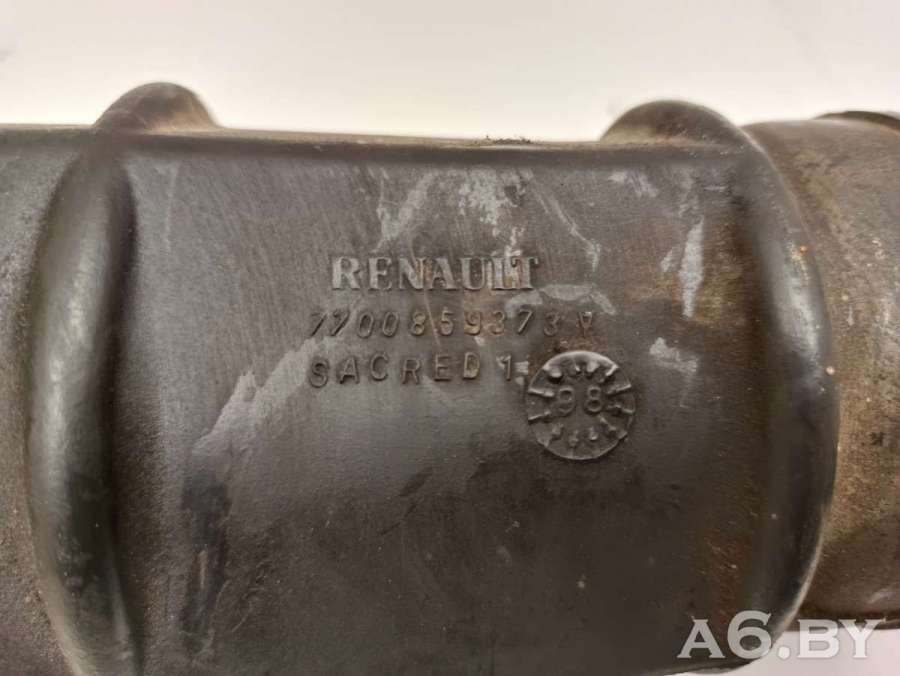 RENAULT
7700859373
SACRED 1
98
A6.BY